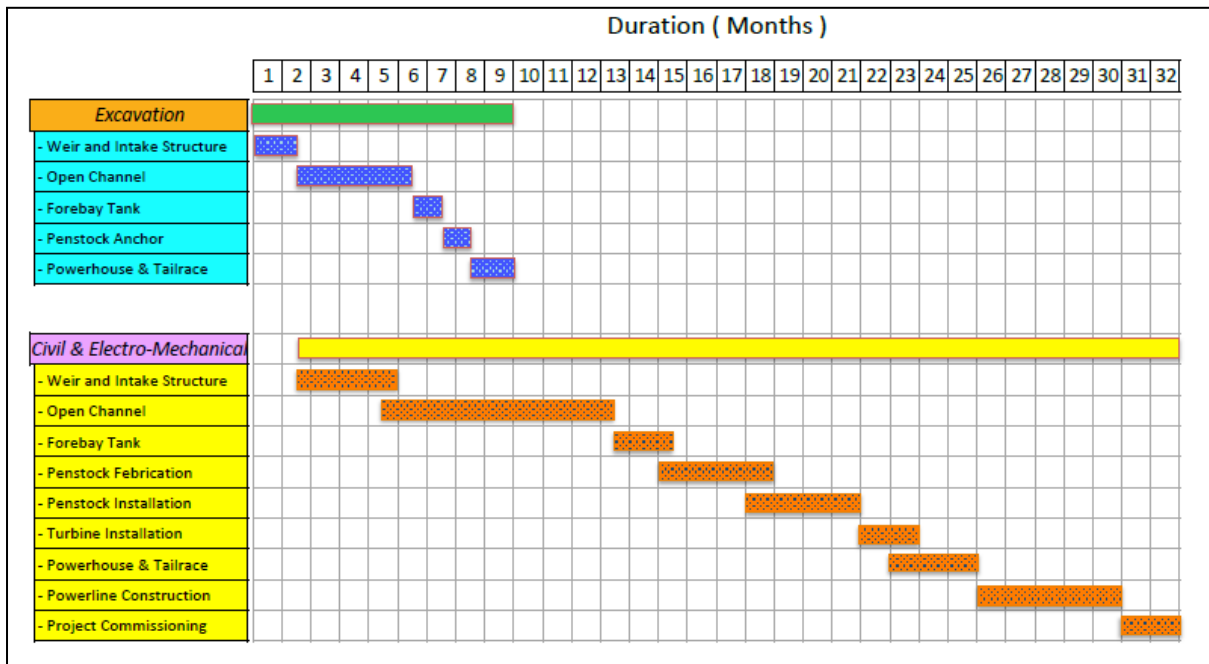 Duration ( Months )
1 2 3 4 5 6 7 8 9 10 11 12 13 14 15 16 17 18 19 20 21 22 23 24 25 26 27 28 29 30 31 32
Excavation
- Weir and Intake Structure
- Open Channel
- Forebay Tank
- Penstock Anchor
- Powerhouse & Tailrace
Civil & Electro-Mechanical
- Weir and Intake Structure
- Open Channel
- Forebay Tank
- Penstock Febrication
- Penstock Installation
- Turbine Installation
- Powerhouse & Tailrace
- Powerline Construction
- Project Commissioning